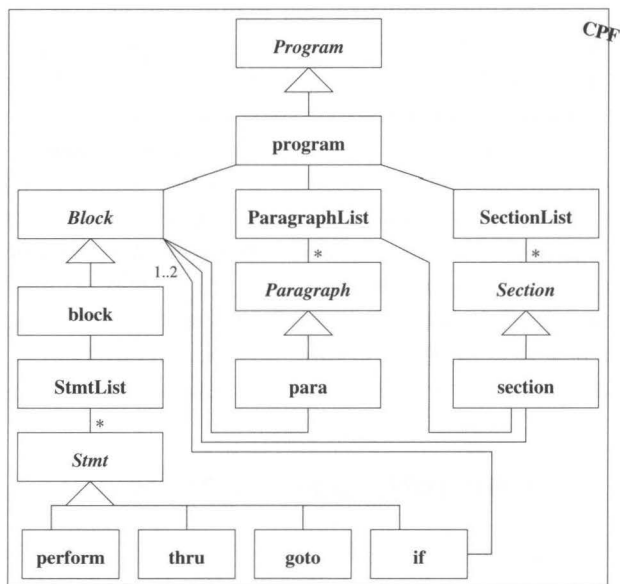 CPF
Program
program
Block
ParagraphList
SectionList
1..2
*
*
Paragraph
Section
block
StmtList
para
section
*
Stmt
perform
thru
goto
if